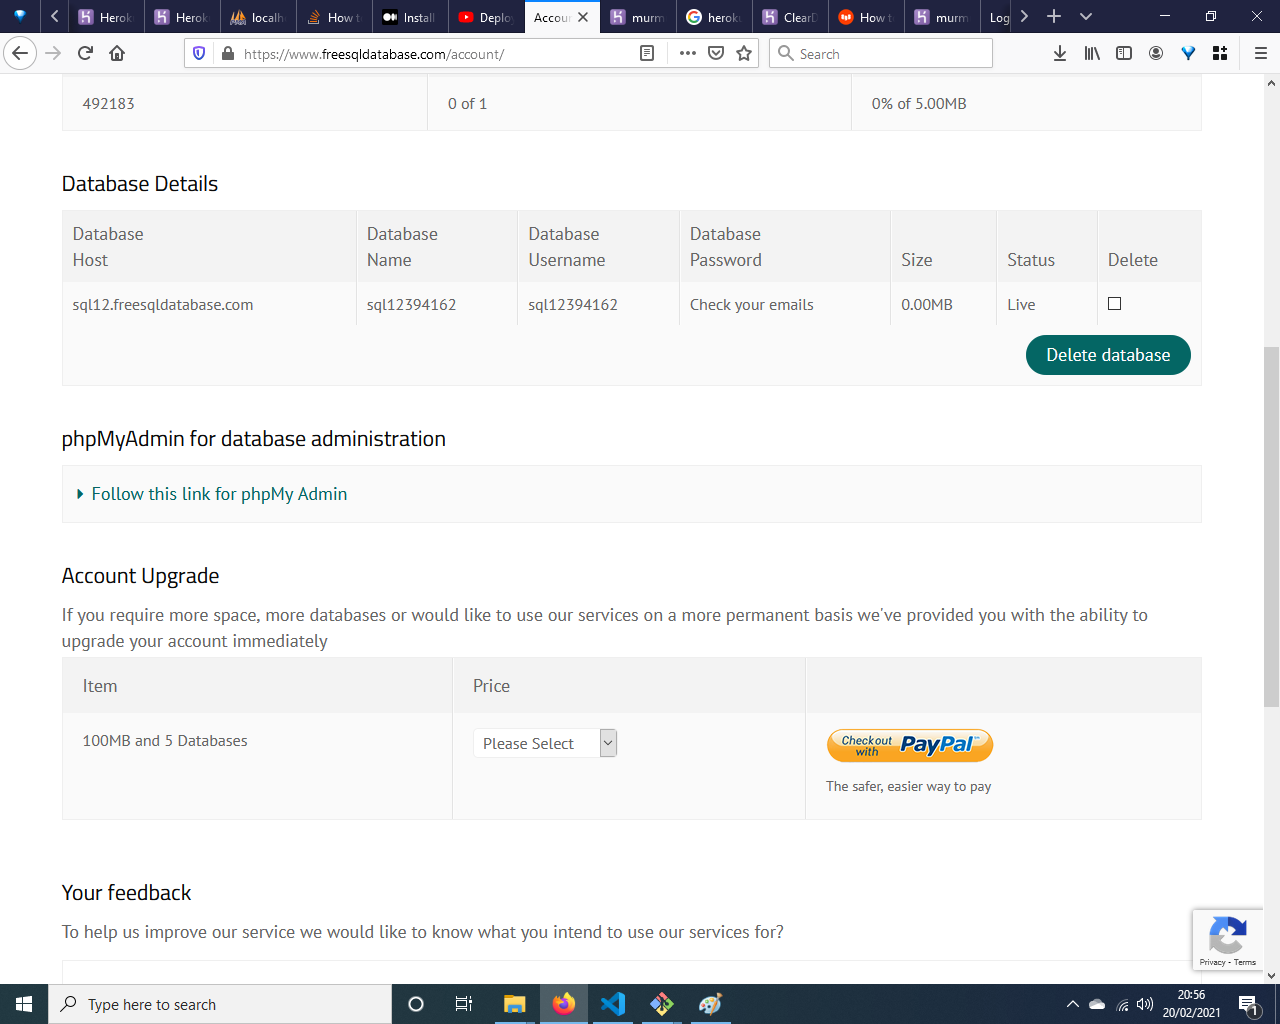 Herok
Herok
localh
How to
Install
Deploy
Accour
murm
heroku
ClearD
How to
murm
Log
https://www.freesqldatabase.com/account/
Search
492183
0 of 1
0% of 5.00MB
Database Details
Database Host
Database Name
Database Username
Database Password
Size
Status
Delete
sql12.freesqldatabase.com
sql12394162
sql12394162
Check your emails
0.00MB
Live
Delete database
phpMyAdmin for database administration
Follow this link for phpMy Admin
Account Upgrade
If you require more space, more databases or would like to use our services on a more permanent basis we've provided you with the ability to
upgrade your account immediately
Item
Price
100MB and 5 Databases
Please Select
Checkout with PayPal
The safer, easier way to pay
Your feedback
To help us improve our service we would like to know what you intend to use our services for?
Privacy - Terms
Type here to search
20:56
20/02/2021
1